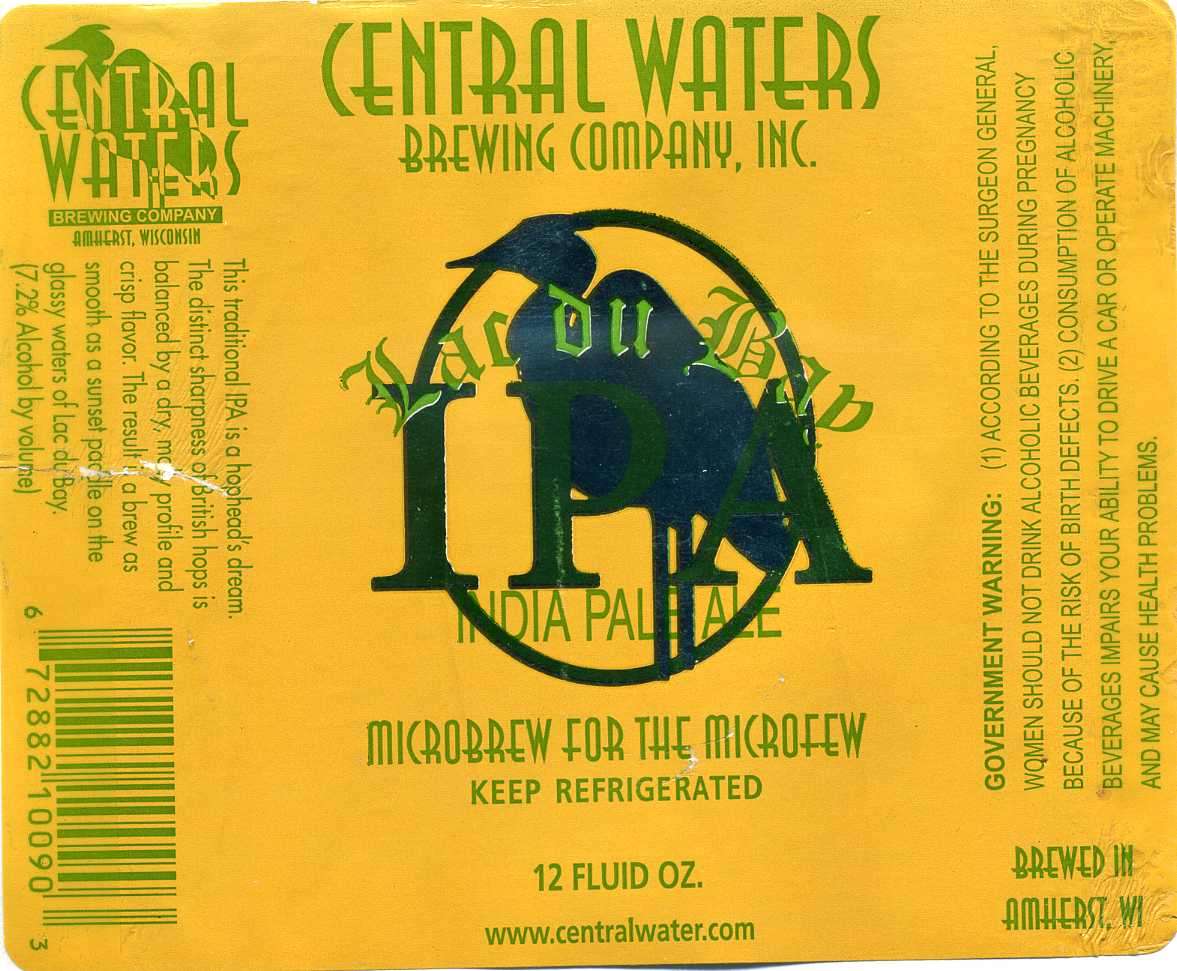 CENTRAL
WATERS
BREWING COMPANY
AMHERST, WISCONSIN
This traditional IPA is a hophead's dream.
The distinct sharpness of British hops is
balanced by a dry, profile and
crisp flavor. The result is a brew as
smooth as a sunset paddle on the
glassy waters of Lac du Bay.
(7.2% Alcohol by volume)
6 72882 10090 3
CENTRAL WATERS
BREWING COMPANY, INC.
Lac du Bay
IPA
INDIA PALE ALE
MICROBREW FOR THE MICROFEW
KEEP REFRIGERATED
12 FLUID OZ.
www.centralwater.com
GOVERNMENT WARNING: (1) ACCORDING TO THE SURGEON GENERAL,
WOMEN SHOULD NOT DRINK ALCOHOLIC BEVERAGES DURING PREGNANCY
BECAUSE OF THE RISK OF BIRTH DEFECTS. (2) CONSUMPTION OF ALCOHOLIC
BEVERAGES IMPAIRS YOUR ABILITY TO DRIVE A CAR OR OPERATE MACHINERY,
AND MAY CAUSE HEALTH PROBLEMS.
BREWED IN
AMHERST, WI